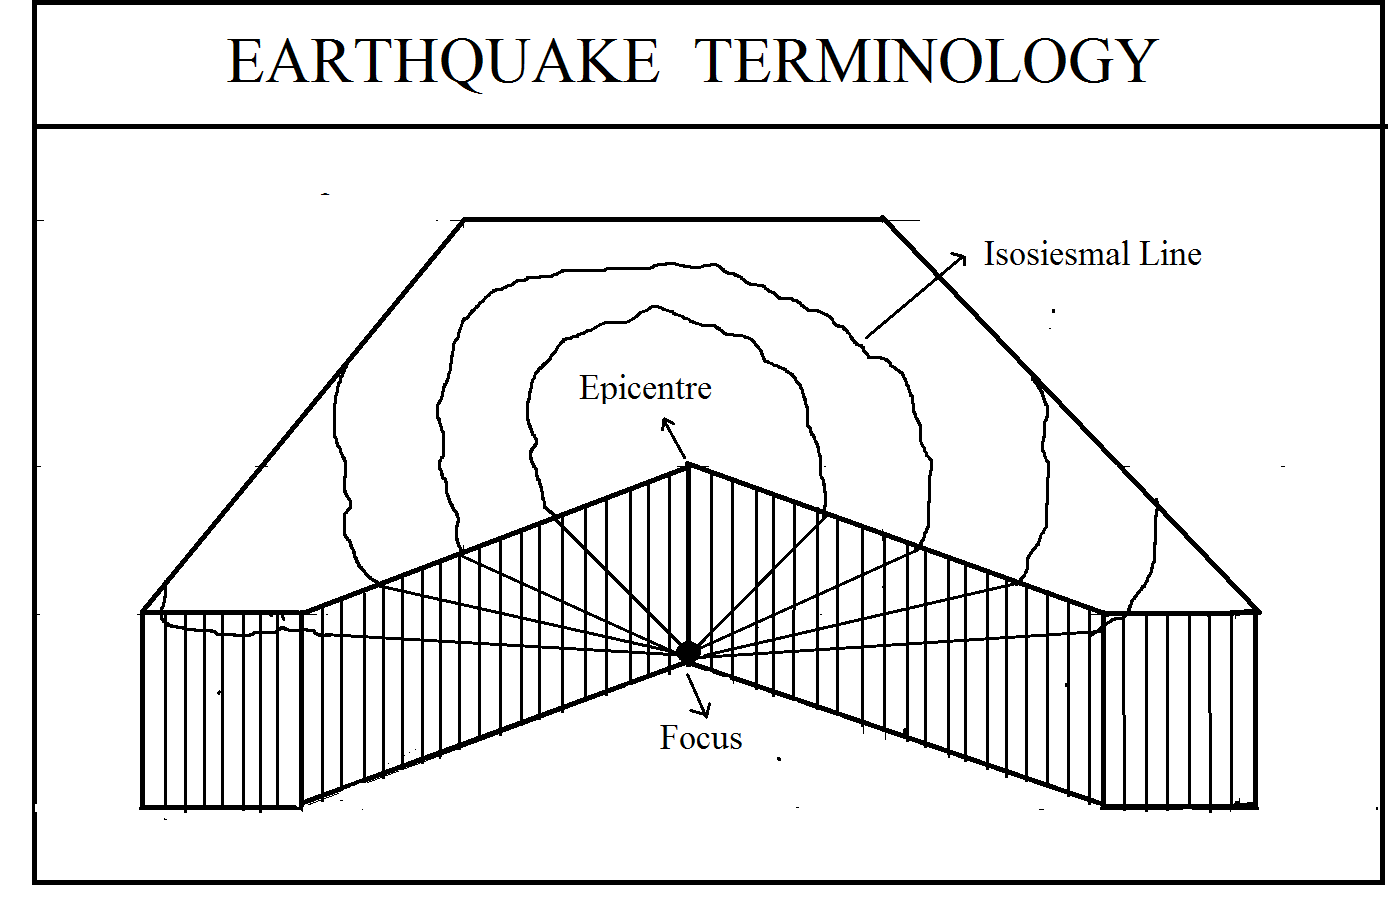 EARTHQUAKE TERMINOLOGY
Isosiesmal Line
Epicentre
Focus